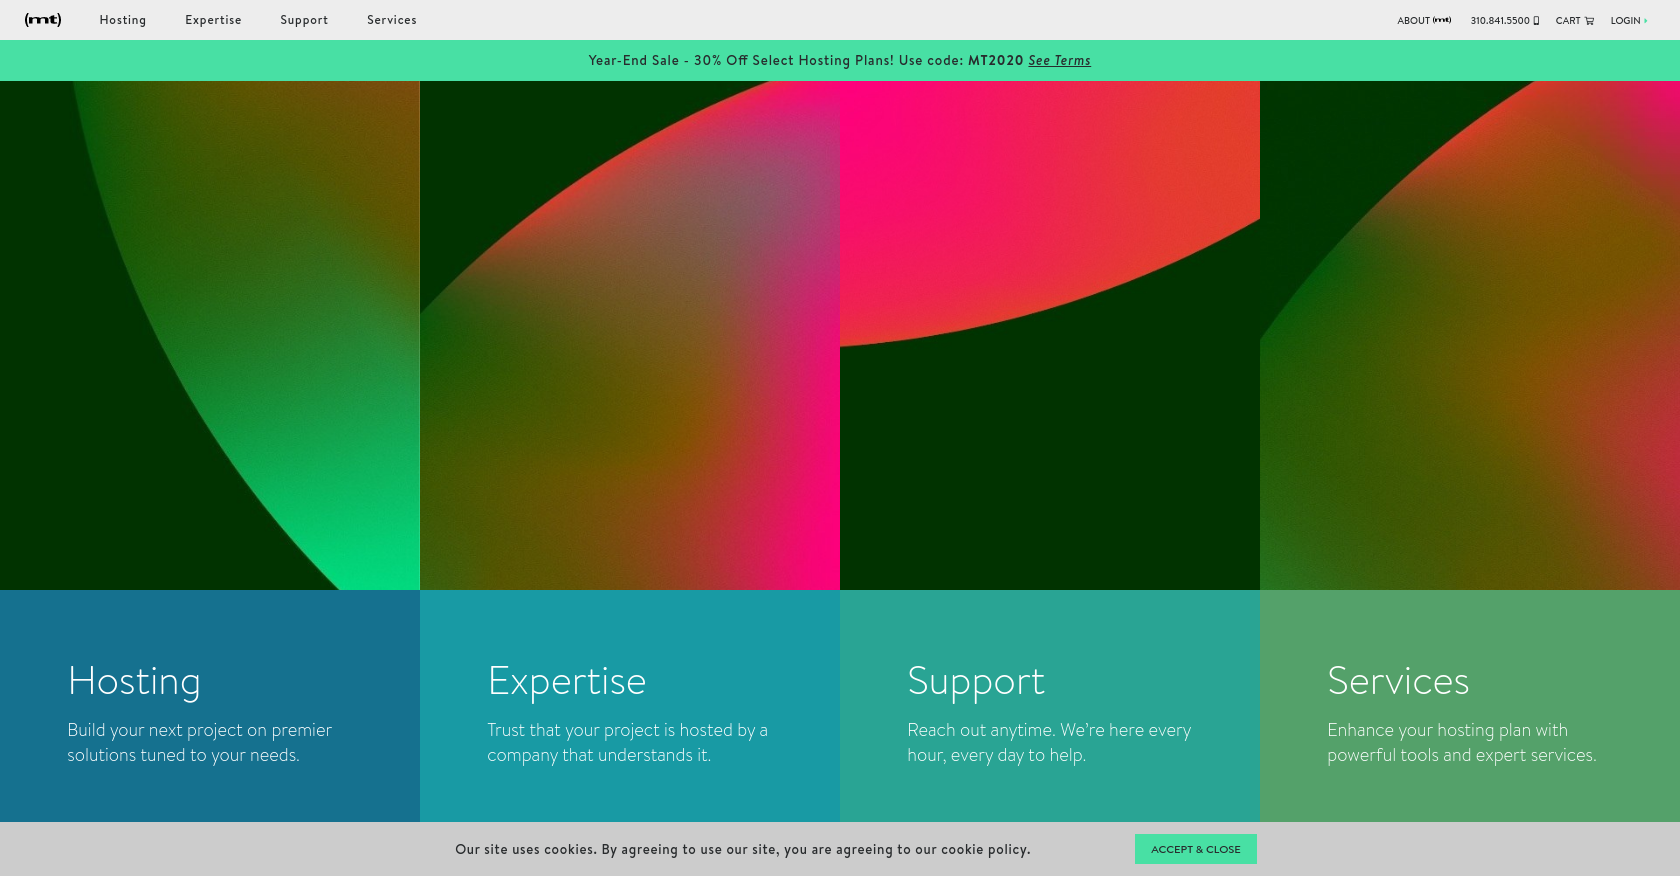 (mt)
Hosting
Expertise
Support
Services
ABOUT (mt)
310.841.5500
CART
LOGIN
Year-End Sale - 30% Off Select Hosting Plans! Use code: MT2020 See Terms
Hosting
Build your next project on premier
solutions tuned to your needs.
Expertise
Trust that your project is hosted by a
company that understands it.
Support
Reach out anytime. We’re here every
hour, every day to help.
Services
Enhance your hosting plan with
powerful tools and expert services.
Our site uses cookies. By agreeing to use our site, you are agreeing to our cookie policy.
ACCEPT & CLOSE